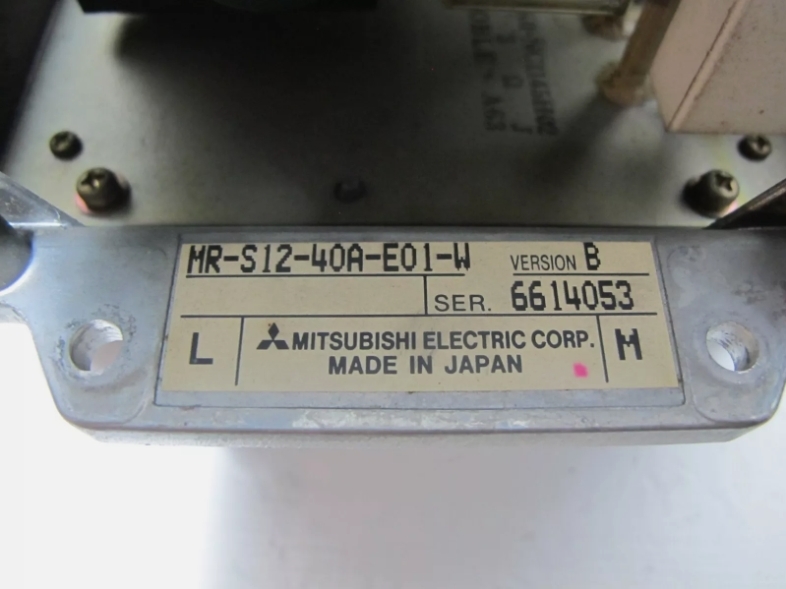 MR-S12-40A-E01-W VERSION B
SER. 6614053
L MITSUBISHI ELECTRIC CORP. M
MADE IN JAPAN